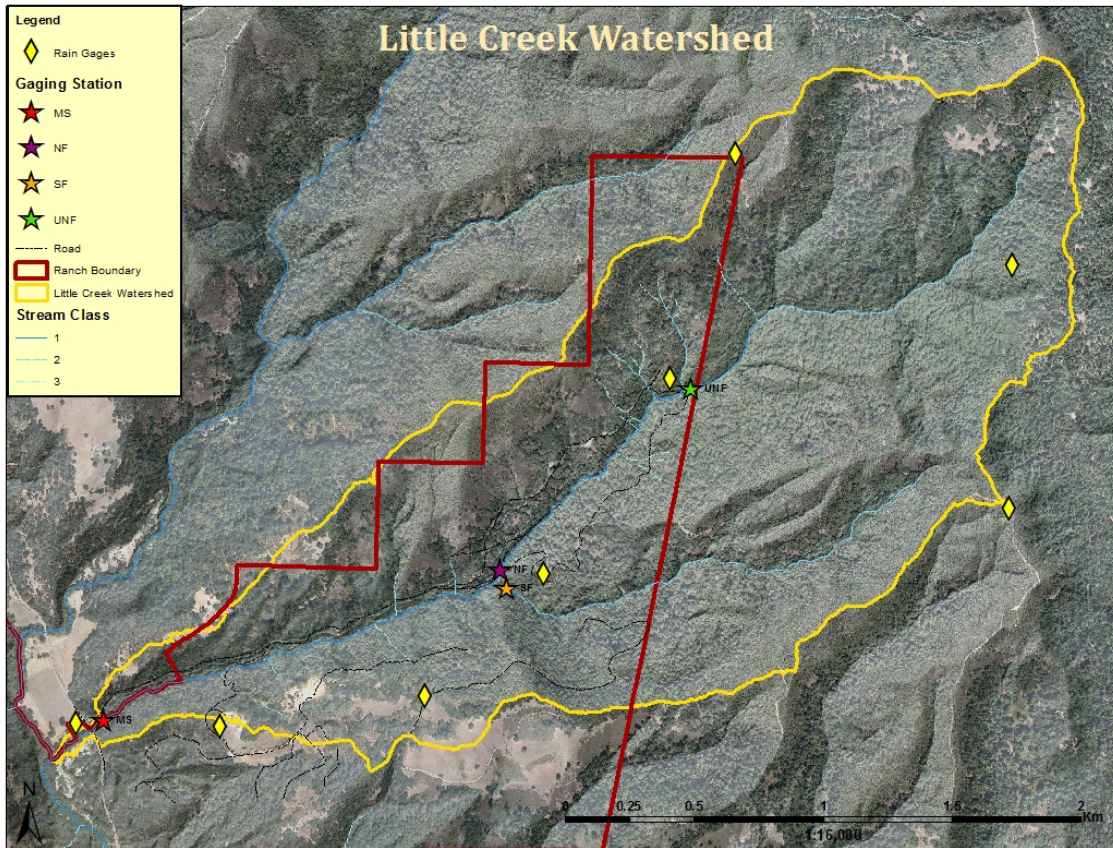 Little Creek Watershed
Legend
Rain Gages
Gaging Station
MS
NF
SF
UNF
Road
Ranch Boundary
Little Creek Watershed
Stream Class
1
2
3
UNF
NF
SF
MS
N
0 0.25 0.5 1 1.5 2
Km
1:16,000